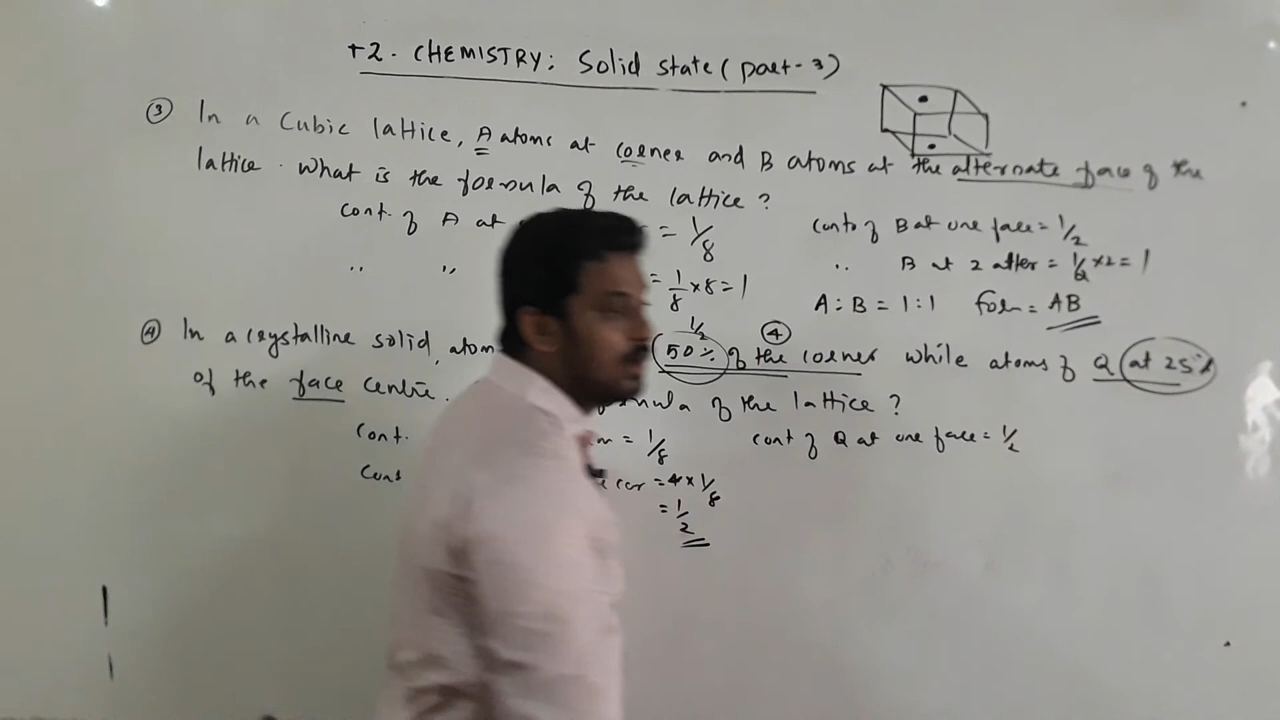 +2. CHEMISTRY: Solid state (part-3)
③ In a Cubic lattice, A atoms at corner and B atoms at the alternate face of the
lattice. What is the formula of the lattice?
cont. of A at = 1/8
" " = 1/8 × 8 = 1
cont of B at one face = 1/2
" B at 2 alter = 1/2 × 2 = 1
A : B = 1 : 1 form = AB
④ In a crystalline solid, atom 50% of the corner while atoms of Q at 25%
1/2 ④
of the face centre. formula of the lattice?
cont. = 1/8
cont cor = 4 × 1/8
= 1/2
cont of Q at one face = 1/2